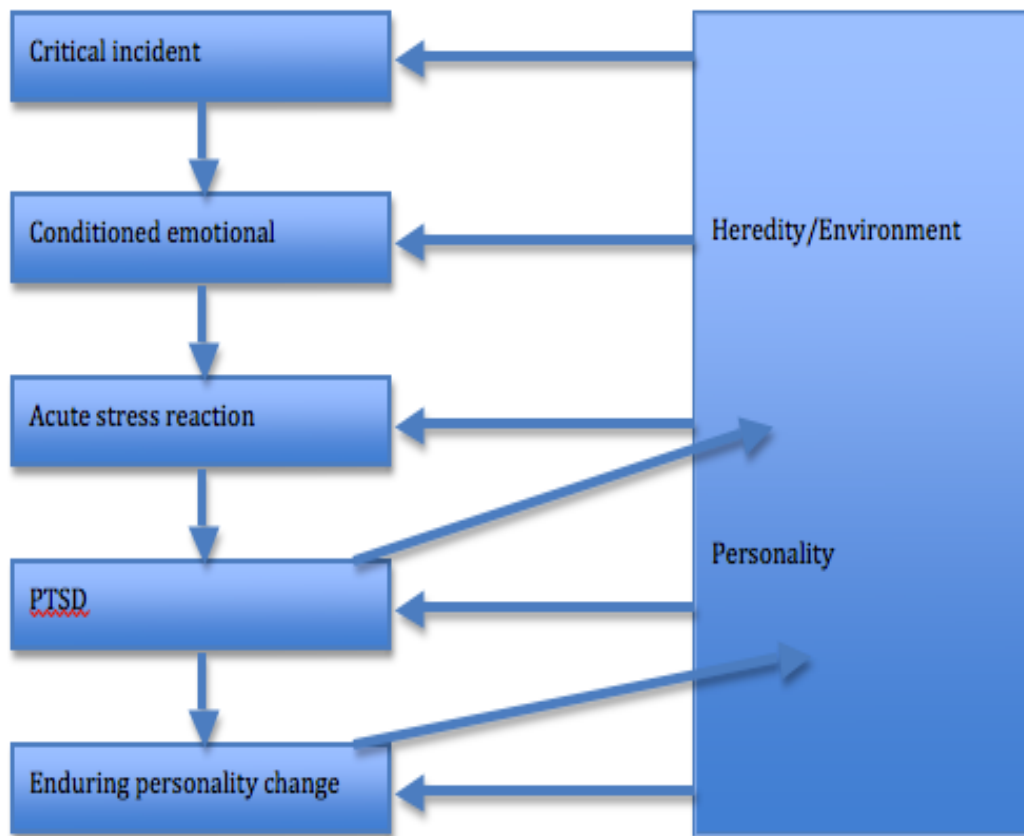 Critical incident
Conditioned emotional
Heredity/Environment
Acute stress reaction
Personality
PTSD
Enduring personality change